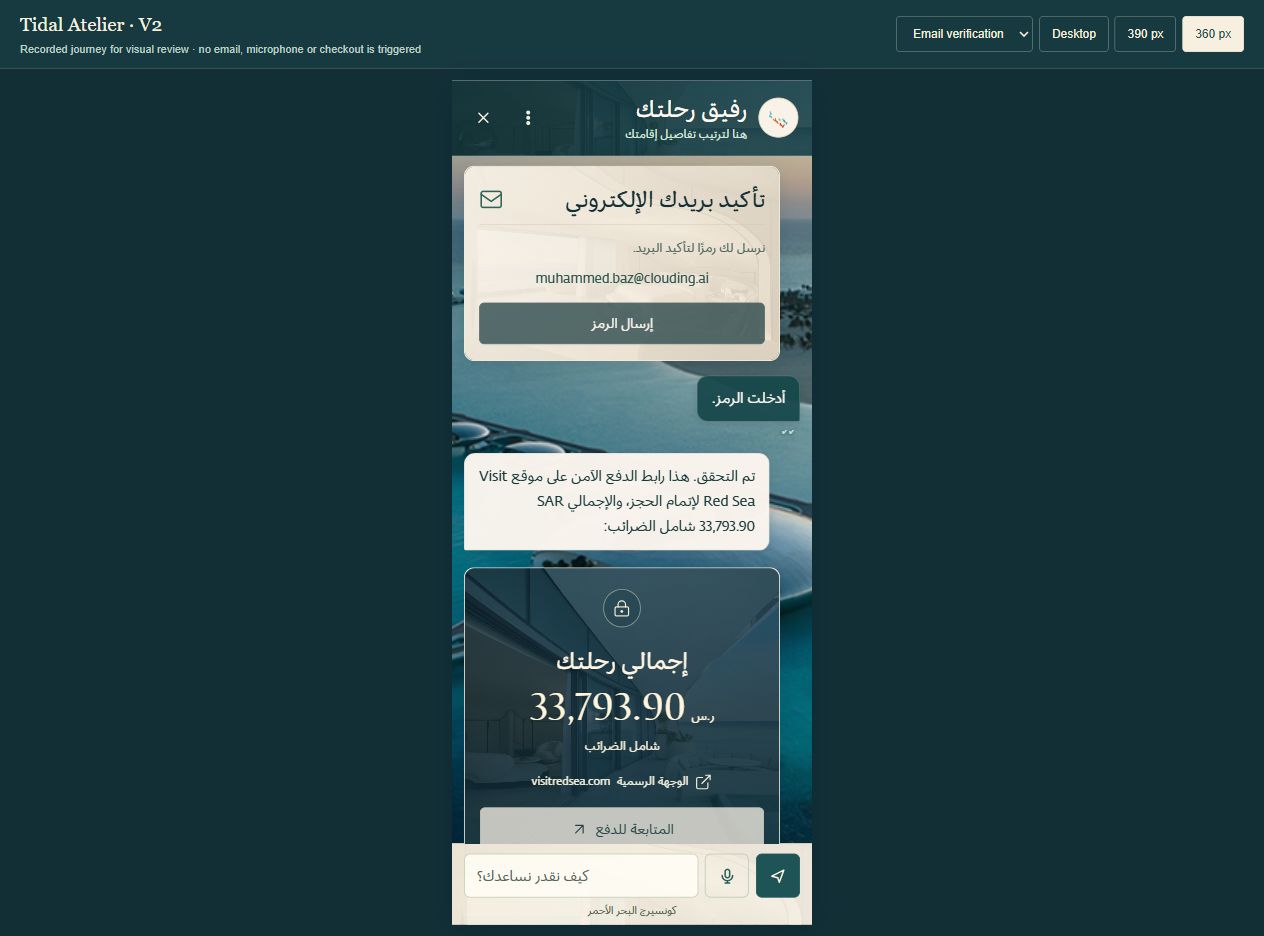 Tidal Atelier · V2
Recorded journey for visual review · no email, microphone or checkout is triggered
Email verification
Desktop
390 px
360 px
رفيق رحلتك
هنا لترتيب تفاصيل إقامتك
تأكيد بريدك الإلكتروني
نرسل لك رمزًا لتأكيد البريد.
muhammed.baz@clouding.ai
إرسال الرمز
أدخلت الرمز.
تم التحقق. هذا رابط الدفع الآمن على موقع Visit
Red Sea لإتمام الحجز، والإجمالي SAR
33,793.90 شامل الضرائب:
إجمالي رحلتك
33,793.90 ر.س
شامل الضرائب
الوجهة الرسمية visitredsea.com
المتابعة للدفع
كيف نقدر نساعدك؟
كونسيرج البحر الأحمر